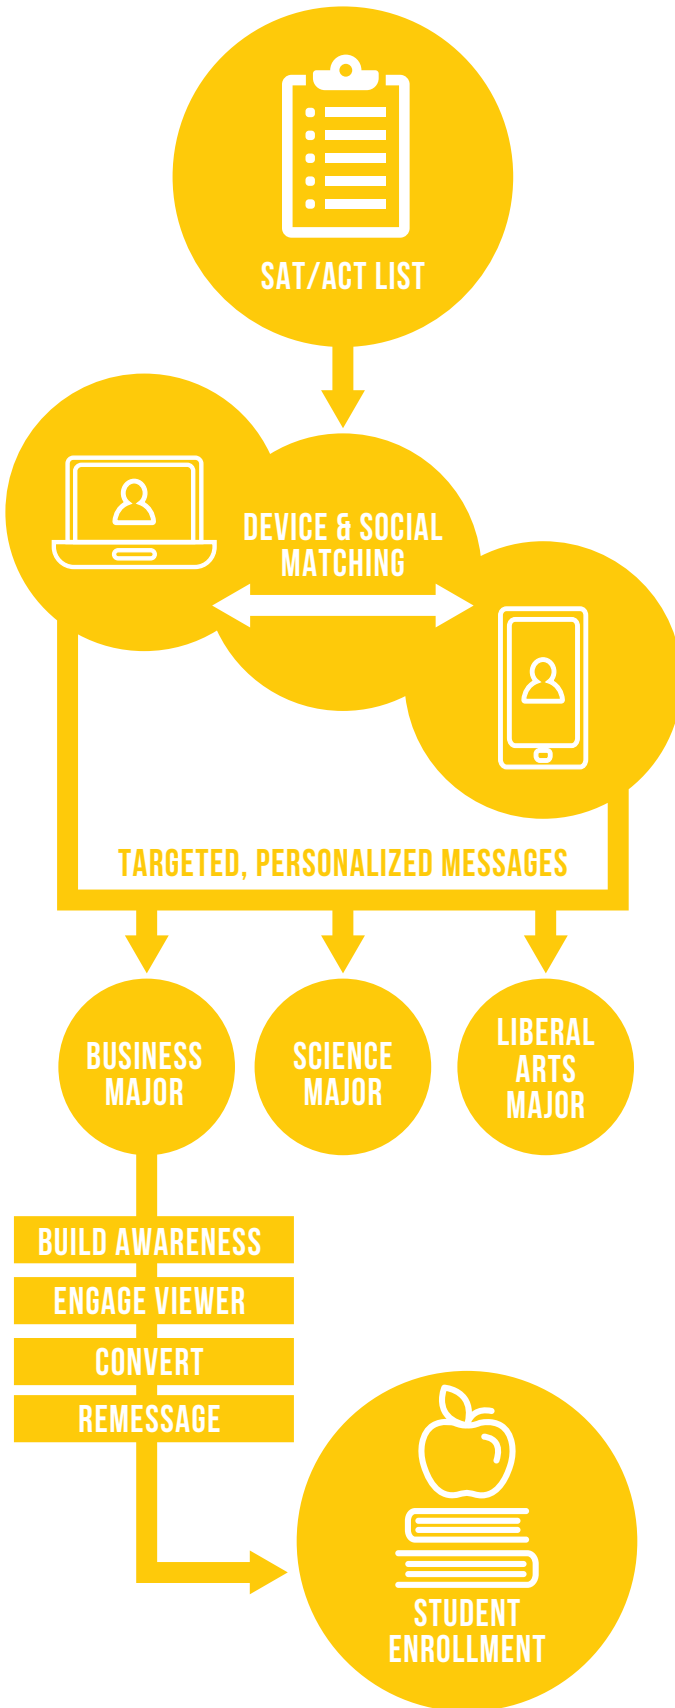 SAT/ACT LIST
DEVICE & SOCIAL
MATCHING
TARGETED, PERSONALIZED MESSAGES
BUSINESS
MAJOR
SCIENCE
MAJOR
LIBERAL
ARTS
MAJOR
BUILD AWARENESS
ENGAGE VIEWER
CONVERT
REMESSAGE
STUDENT
ENROLLMENT